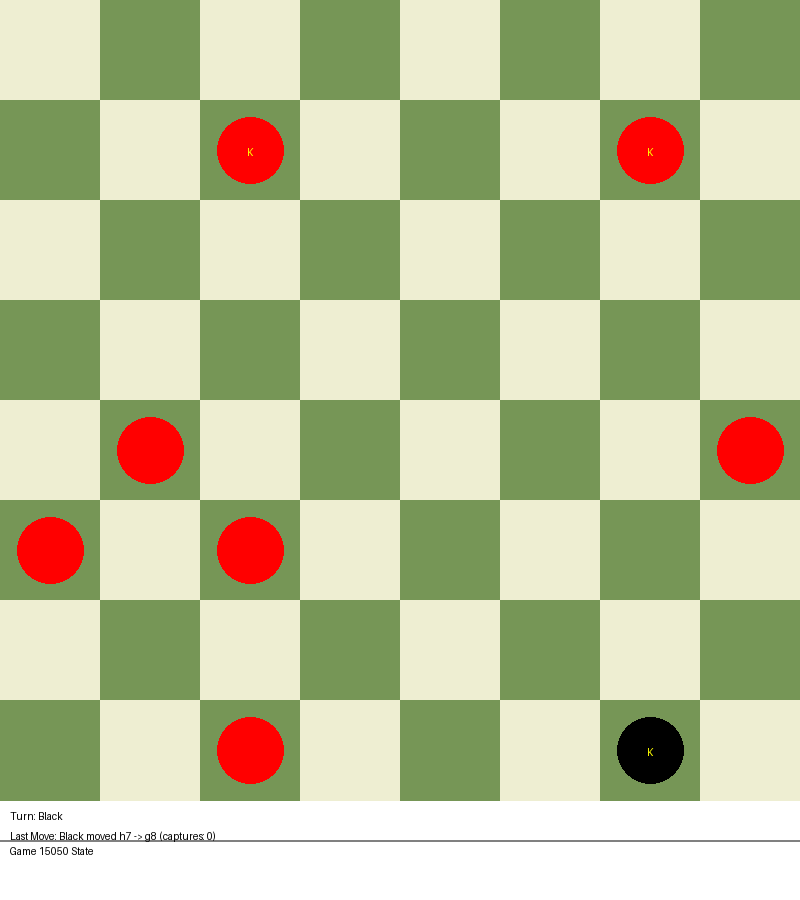 K
K
K
Turn: Black
Last Move: Black moved h7 -> g8 (captures: 0)
Game 15050 State